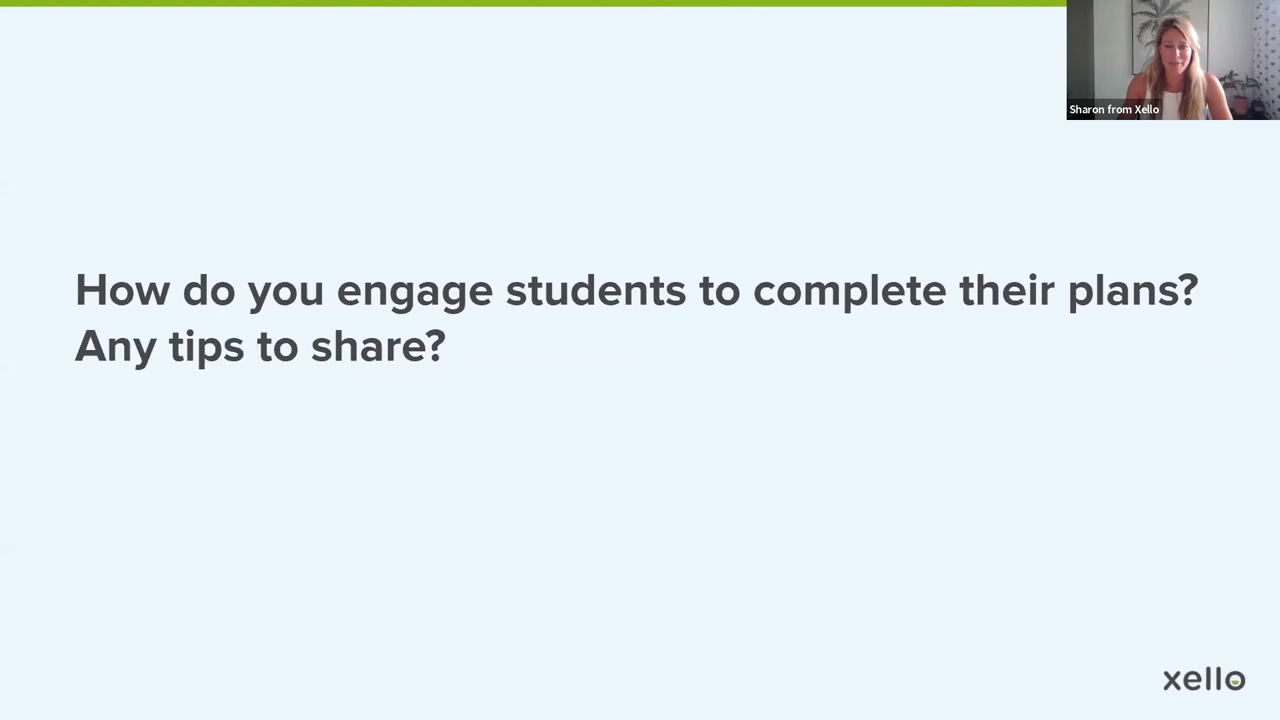 Sharon from Xello
How do you engage students to complete their plans?
Any tips to share?
xello